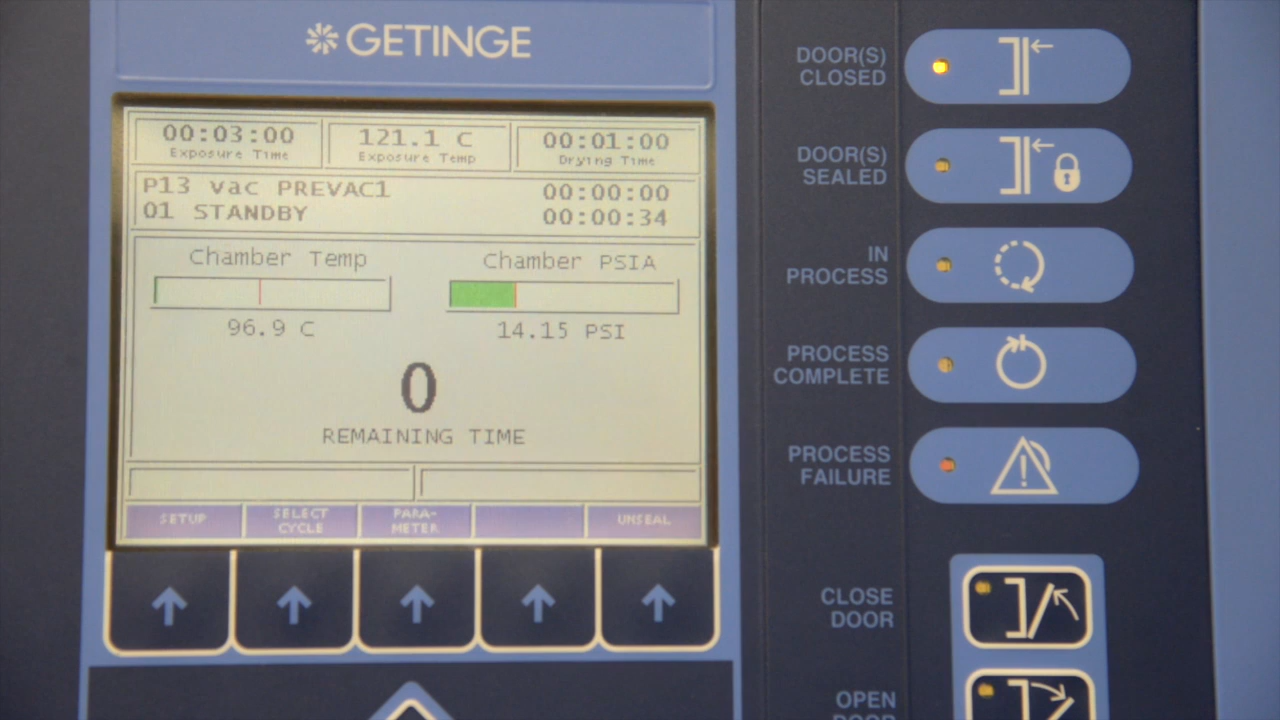 GETINGE
00:03:00
Exposure Time
121.1 C
Exposure Temp
00:01:00
Drying Time
P13 vac PREVAC1
00:00:00
01 STANDBY
00:00:34
Chamber Temp
Chamber PSIA
96.9 C
14.15 PSI
0
REMAINING TIME
SETUP
SELECT
CYCLE
PARA-
METER
UNSEAL
DOOR(S)
CLOSED
DOOR(S)
SEALED
IN
PROCESS
PROCESS
COMPLETE
PROCESS
FAILURE
CLOSE
DOOR
OPEN
DOOR